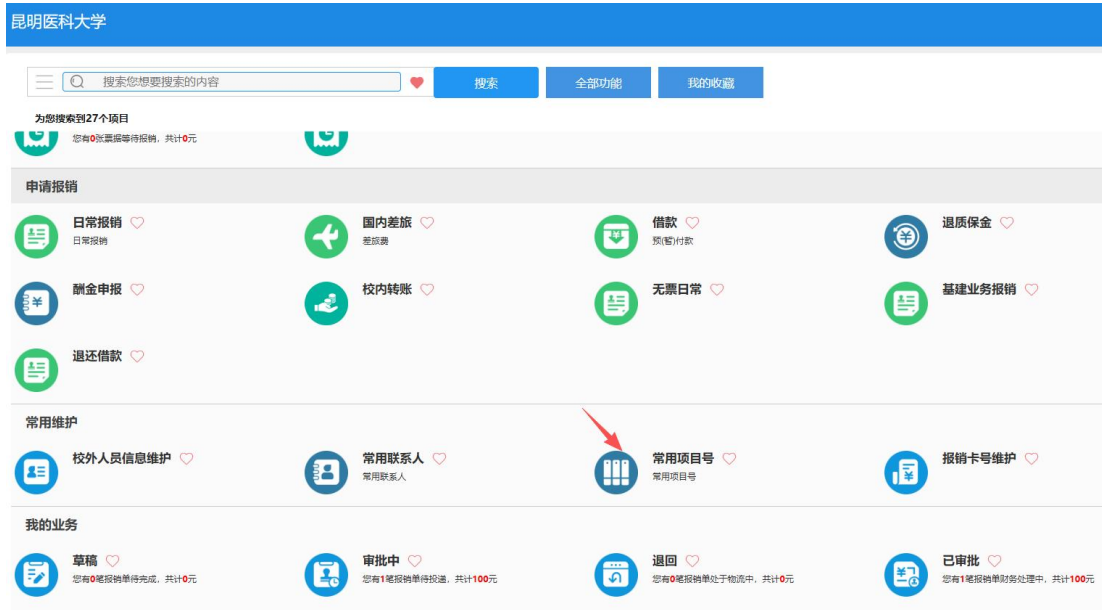 昆明医科大学
搜索您想要搜索的内容 搜索 全部功能 我的收藏
为您搜索到27个项目
您有0张票据等待报销，共计0元
申请报销
日常报销 国内差旅 借款 退质保金
日常报销 差旅费 预(暂)付款
酬金申报 校内转账 无票日常 基建业务报销
退还借款
常用维护
校外人员信息维护 常用联系人 常用项目号 报销卡号维护
常用联系人 常用项目号
我的业务
草稿 审批中 退回 已审批
您有0笔报销单待完成，共计0元 您有1笔报销单待投递，共计100元 您有0笔报销单处于物流中，共计0元 您有1笔报销单财务处理中，共计100元